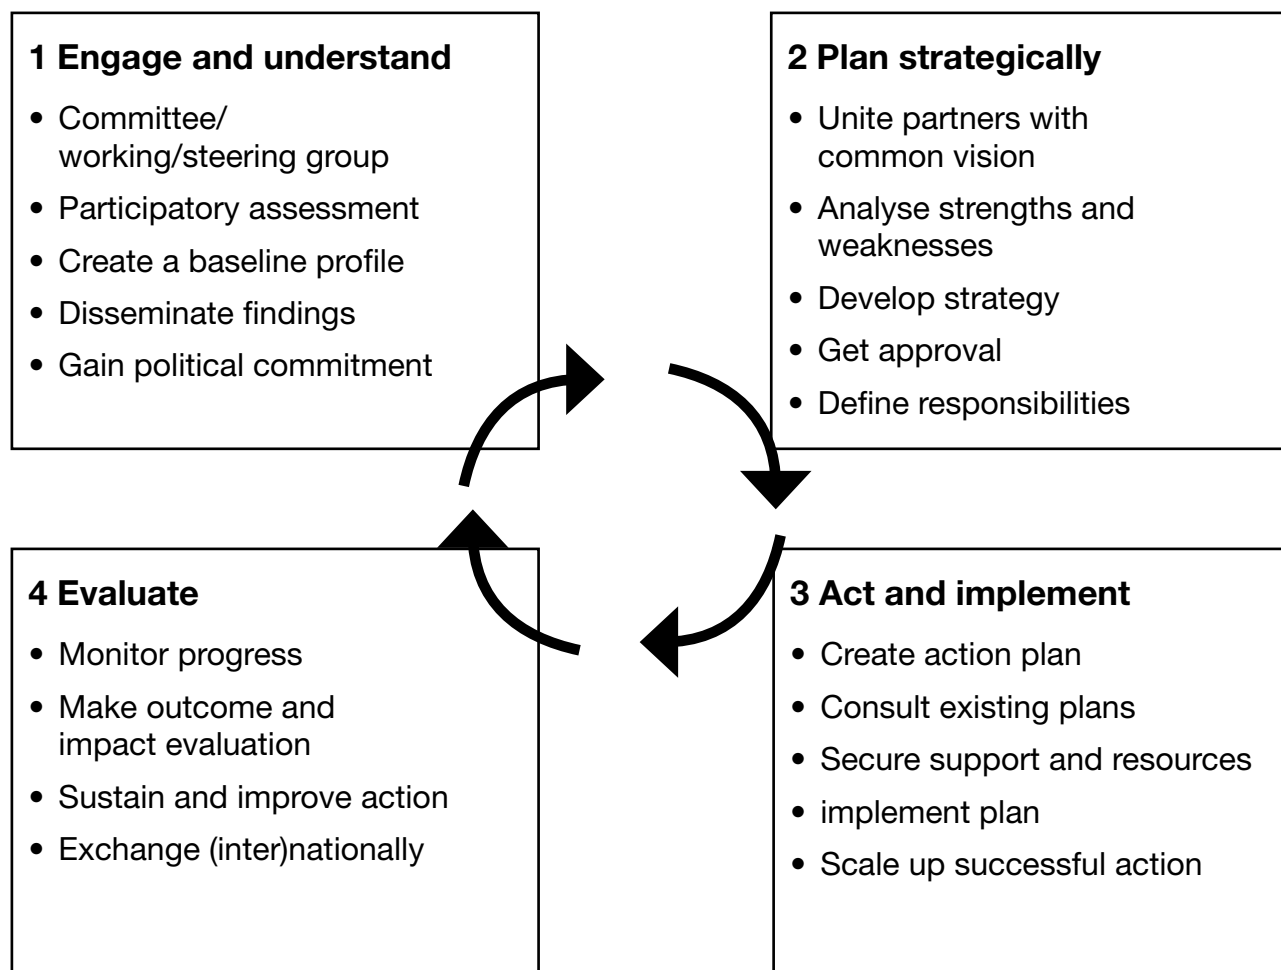 1 Engage and understand
• Committee/
working/steering group
• Participatory assessment
• Create a baseline profile
• Disseminate findings
• Gain political commitment
2 Plan strategically
• Unite partners with
common vision
• Analyse strengths and
weaknesses
• Develop strategy
• Get approval
• Define responsibilities
4 Evaluate
• Monitor progress
• Make outcome and
impact evaluation
• Sustain and improve action
• Exchange (inter)nationally
3 Act and implement
• Create action plan
• Consult existing plans
• Secure support and resources
• implement plan
• Scale up successful action